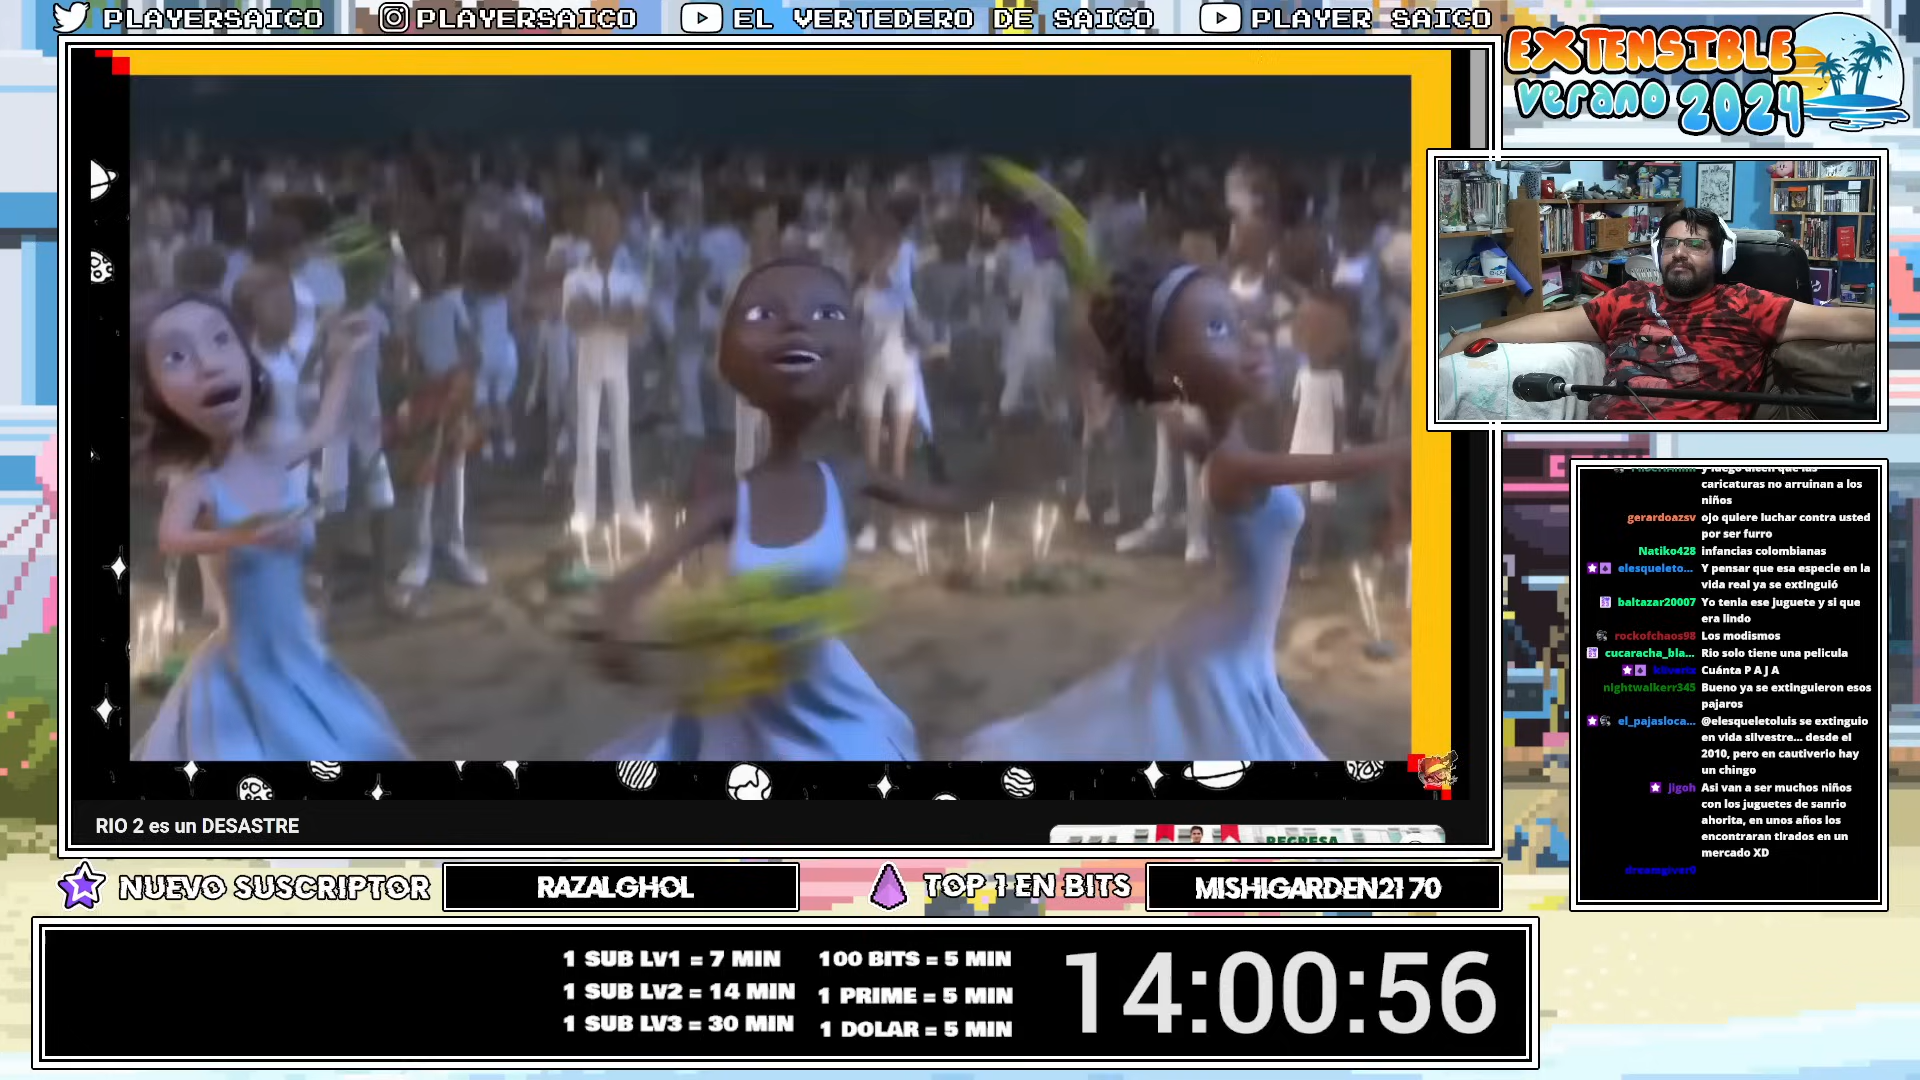 PLAYERSAICO
PLAYERSAICO
EL VERTEDERO DE SAICO
PLAYER SAICO
EXTENSIBLE
verano 2024
caricaturas no arruinan a los
niños
gerardoazsv ojo quiere luchar contra usted
por ser furro
Natiko428 infancias colombianas
elesqueleto... Y pensar que esa especie en la
vida real ya se extinguió
baltazar20007 Yo tenia ese juguete y si que
era lindo
rockofchaos98 Los modismos
cucaracha_bla... Rio solo tiene una pelicula
Cuánta P A J A
nightwalkerr345 Bueno ya se extinguieron esos
pajaros
el_pajasloca... @elesqueletoluis se extinguio
en vida silvestre... desde el
2010, pero en cautiverio hay
un chingo
jigoh Asi van a ser muchos niños
con los juguetes de sanrio
ahorita, en unos años los
encontraran tirados en un
mercado XD
dreamgiver0
RIO 2 es un DESASTRE
REGRESA
NUEVO SUSCRIPTOR
RAZALGHOL
TOP 1 EN BITS
MISHIGARDEN21 70
1 SUB LV1 = 7 MIN
1 SUB LV2 = 14 MIN
1 SUB LV3 = 30 MIN
100 BITS = 5 MIN
1 PRIME = 5 MIN
1 DOLAR = 5 MIN
14:00:56